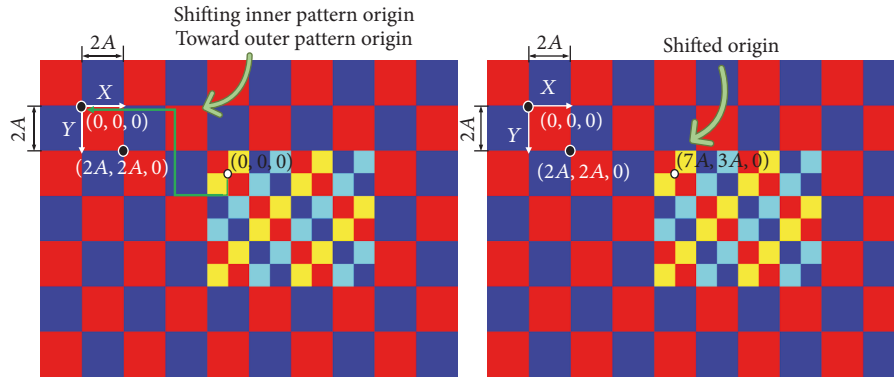 Shifting inner pattern origin
Toward outer pattern origin
2A
X
2A
Y
(0, 0, 0)
(2A, 2A, 0)
(0, 0, 0)
Shifted origin
2A
X
2A
Y
(0, 0, 0)
(2A, 2A, 0)
(7A, 3A, 0)